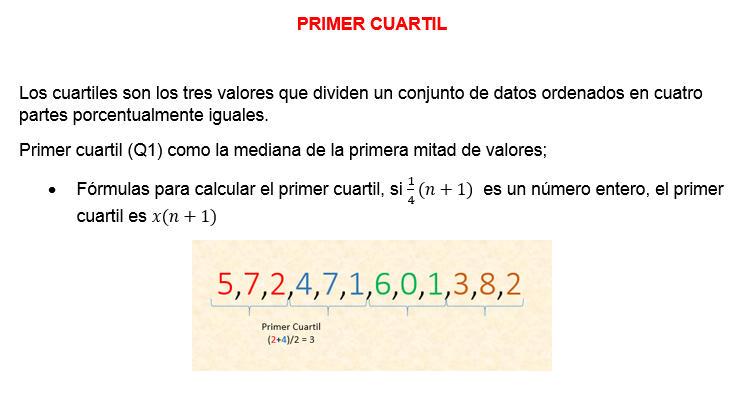 PRIMER CUARTIL
Los cuartiles son los tres valores que dividen un conjunto de datos ordenados en cuatro
partes porcentualmente iguales.
Primer cuartil (Q1) como la mediana de la primera mitad de valores;
• Fórmulas para calcular el primer cuartil, si 1/4 (n + 1) es un número entero, el primer
cuartil es x(n + 1)
5,7,2,4,7,1,6,0,1,3,8,2
Primer Cuartil
(2+4)/2 = 3